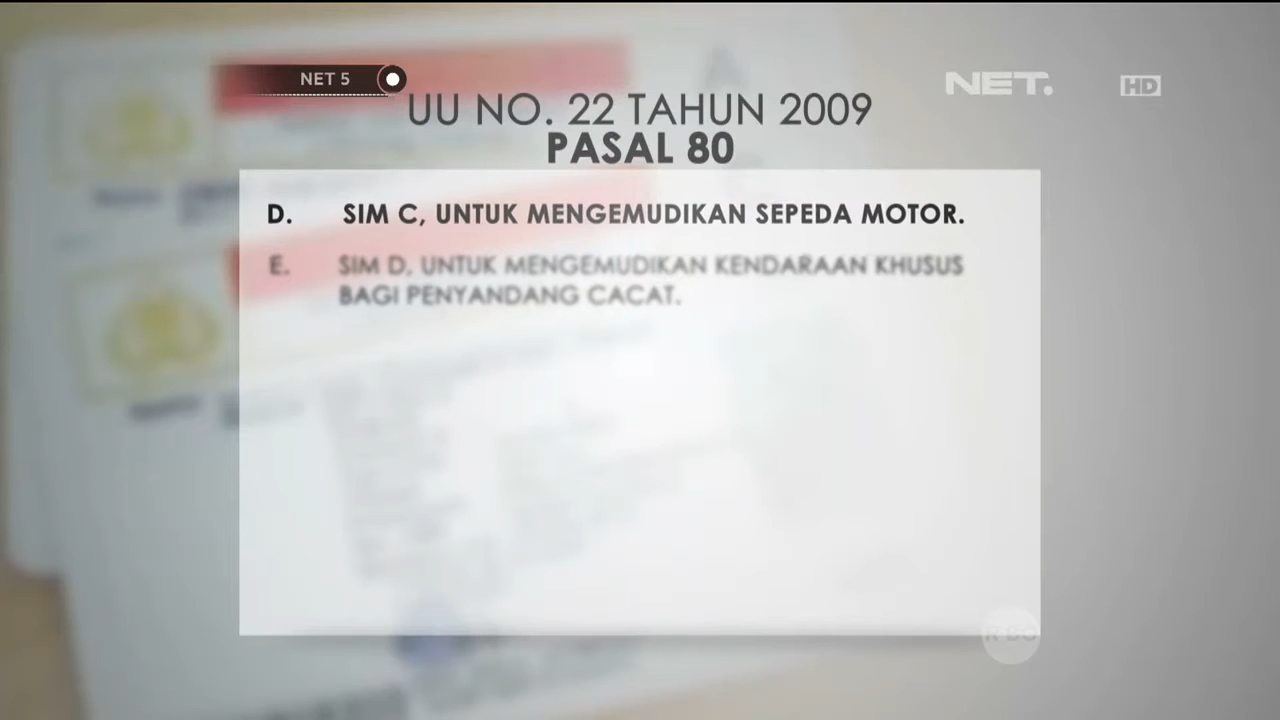 NET 5
NET.
HD
UU NO. 22 TAHUN 2009
PASAL 80
D. SIM C, UNTUK MENGEMUDIKAN SEPEDA MOTOR.
E. SIM D, UNTUK MENGEMUDIKAN KENDARAAN KHUSUS
BAGI PENYANDANG CACAT.